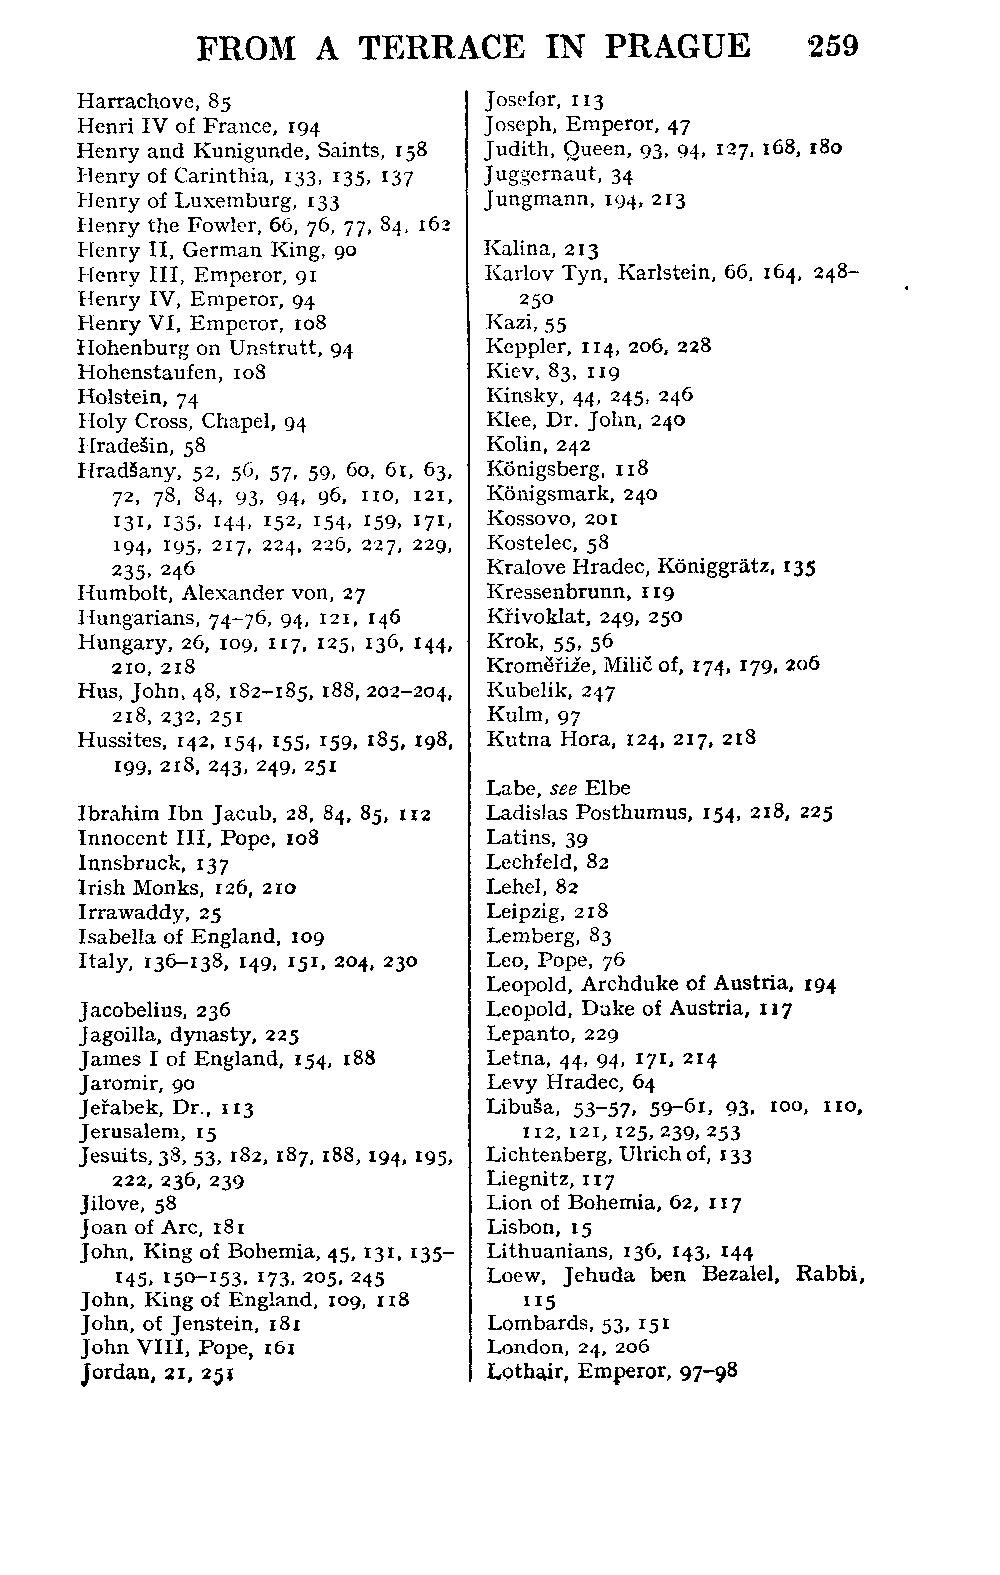 FROM A TERRACE IN PRAGUE 259
Harrachove, 85
Henri IV of France, 194
Henry and Kunigunde, Saints, 158
Henry of Carinthia, 133, 135, 137
Henry of Luxemburg, 133
Henry the Fowler, 66, 76, 77, 84, 162
Henry II, German King, 90
Henry III, Emperor, 91
Henry IV, Emperor, 94
Henry VI, Emperor, 108
Hohenburg on Unstrutt, 94
Hohenstaufen, 108
Holstein, 74
Holy Cross, Chapel, 94
Hradešin, 58
Hradšany, 52, 56, 57, 59, 60, 61, 63,
72, 78, 84, 93, 94, 96, 110, 121,
131, 135, 144, 152, 154, 159, 171,
194, 195, 217, 224, 226, 227, 229,
235, 246
Humbolt, Alexander von, 27
Hungarians, 74–76, 94, 121, 146
Hungary, 26, 109, 117, 125, 136, 144,
210, 218
Hus, John, 48, 182–185, 188, 202–204,
218, 232, 251
Hussites, 142, 154, 155, 159, 185, 198,
199, 218, 243, 249, 251
Ibrahim Ibn Jacub, 28, 84, 85, 112
Innocent III, Pope, 108
Innsbruck, 137
Irish Monks, 126, 210
Irrawaddy, 25
Isabella of England, 109
Italy, 136–138, 149, 151, 204, 230
Jacobelius, 236
Jagoilla, dynasty, 225
James I of England, 154, 188
Jaromir, 90
Jeřabek, Dr., 113
Jerusalem, 15
Jesuits, 38, 53, 182, 187, 188, 194, 195,
222, 236, 239
Jilove, 58
Joan of Arc, 181
John, King of Bohemia, 45, 131, 135–
145, 150–153, 173, 205, 245
John, King of England, 109, 118
John, of Jenstein, 181
John VIII, Pope, 161
Jordan, 21, 251
Josefor, 113
Joseph, Emperor, 47
Judith, Queen, 93, 94, 127, 168, 180
Juggernaut, 34
Jungmann, 194, 213
Kalina, 213
Karlov Tyn, Karlstein, 66, 164, 248–
250
Kazi, 55
Keppler, 114, 206, 228
Kiev, 83, 119
Kinsky, 44, 245, 246
Klee, Dr. John, 240
Kolin, 242
Königsberg, 118
Königsmark, 240
Kossovo, 201
Kostelec, 58
Kralove Hradec, Königgrätz, 135
Kressenbrunn, 119
Křivoklat, 249, 250
Krok, 55, 56
Kroměřiže, Milič of, 174, 179, 206
Kubelik, 247
Kulm, 97
Kutna Hora, 124, 217, 218
Labe, see Elbe
Ladislas Posthumus, 154, 218, 225
Latins, 39
Lechfeld, 82
Lehel, 82
Leipzig, 218
Lemberg, 83
Leo, Pope, 76
Leopold, Archduke of Austria, 194
Leopold, Duke of Austria, 117
Lepanto, 229
Letna, 44, 94, 171, 214
Levy Hradec, 64
Libuša, 53–57, 59–61, 93, 100, 110,
112, 121, 125, 239, 253
Lichtenberg, Ulrich of, 133
Liegnitz, 117
Lion of Bohemia, 62, 117
Lisbon, 15
Lithuanians, 136, 143, 144
Loew, Jehuda ben Bezalel, Rabbi,
115
Lombards, 53, 151
London, 24, 206
Lothair, Emperor, 97–98